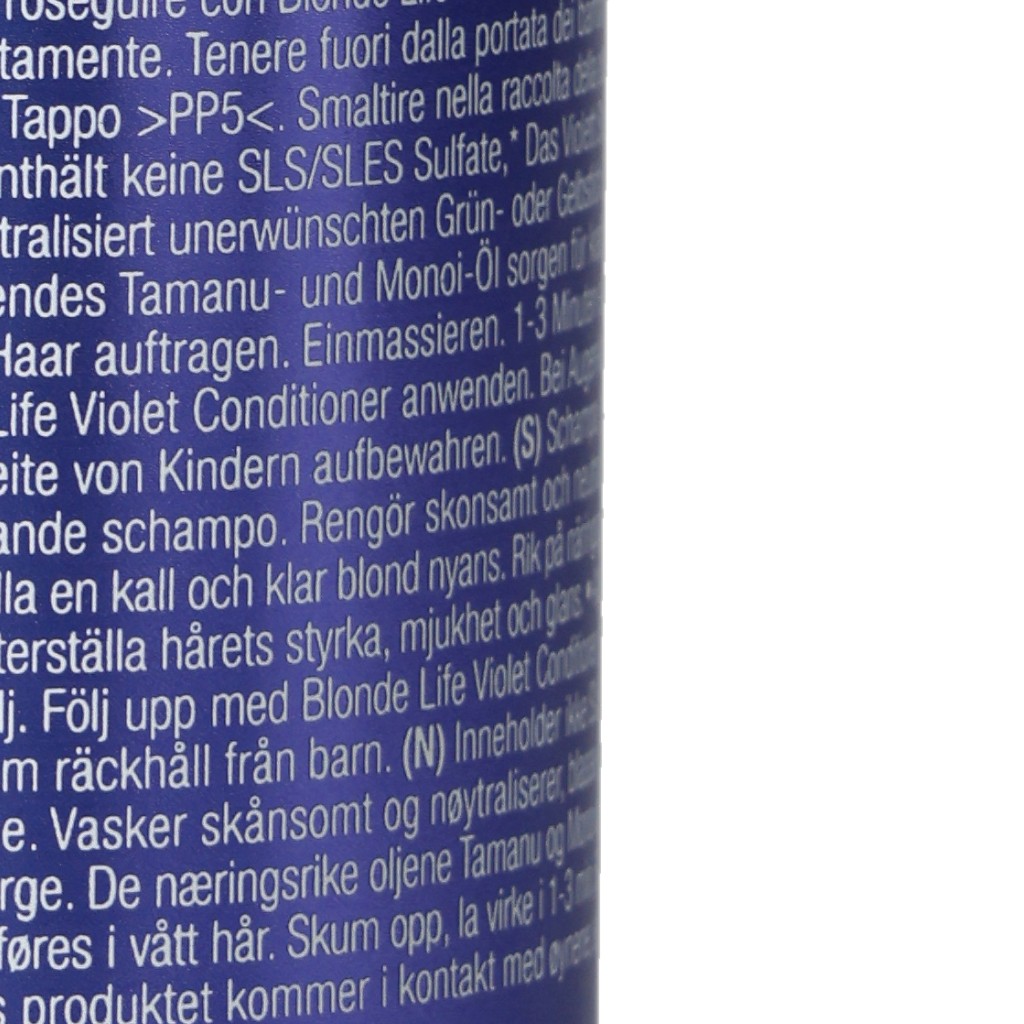 roseguire con Blonde Life
tamente. Tenere fuori dalla portata dei
Tappo >PP5<. Smaltire nella raccolta
nthält keine SLS/SLES Sulfate,* Das
tralisiert unerwünschten Grün- oder
endes Tamanu- und Monoi-Öl sorgen für
Haar auftragen. Einmassieren. 1-3
Life Violet Conditioner anwenden. Bei
eite von Kindern aufbewahren. (S)
ande schampo. Rengör skonsamt och
lla en kall och klar blond nyans. Rik på
terställa hårets styrka, mjukhet och glans.
lj. Följ upp med Blonde Life Violet
m räckhåll från barn. (N) Inneholder ikke
e. Vasker skånsomt og nøytraliserer,
rge. De næringsrike oljene Tamanu og
føres i vått hår. Skum opp, la virke i 1-3
s produktet kommer i kontakt med